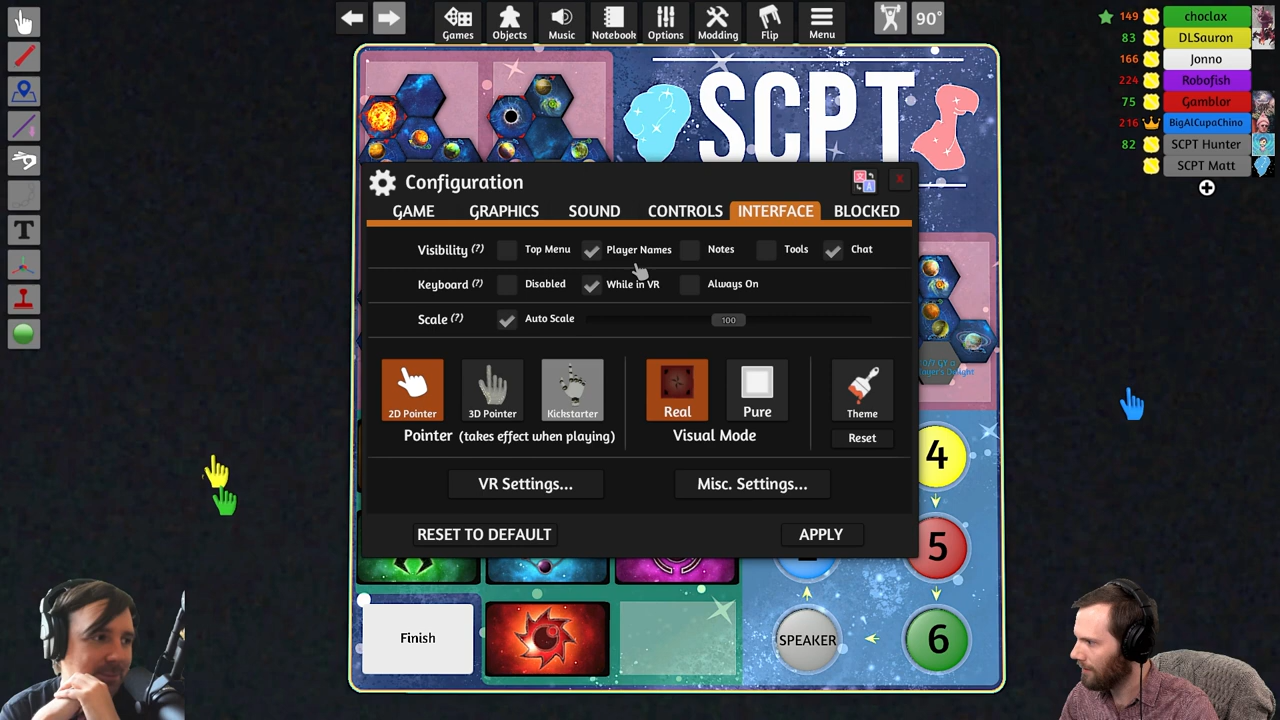 Games
Objects
Music
Notebook
Options
Modding
Flip
Menu
90°
149 choclax
83 DLSauron
166 Jonno
224 Robofish
75 Gamblor
216 BigAlCupaChino
82 SCPT Hunter
SCPT Matt
SCPT
Configuration
GAME GRAPHICS SOUND CONTROLS INTERFACE BLOCKED
Visibility (?) Top Menu Player Names Notes Tools Chat
Keyboard (?) Disabled While in VR Always On
Scale (?) Auto Scale 100
2D Pointer 3D Pointer Kickstarter Real Pure Theme
Pointer (takes effect when playing) Visual Mode Reset
VR Settings... Misc. Settings...
RESET TO DEFAULT APPLY
T
4
5
6
SPEAKER
Finish